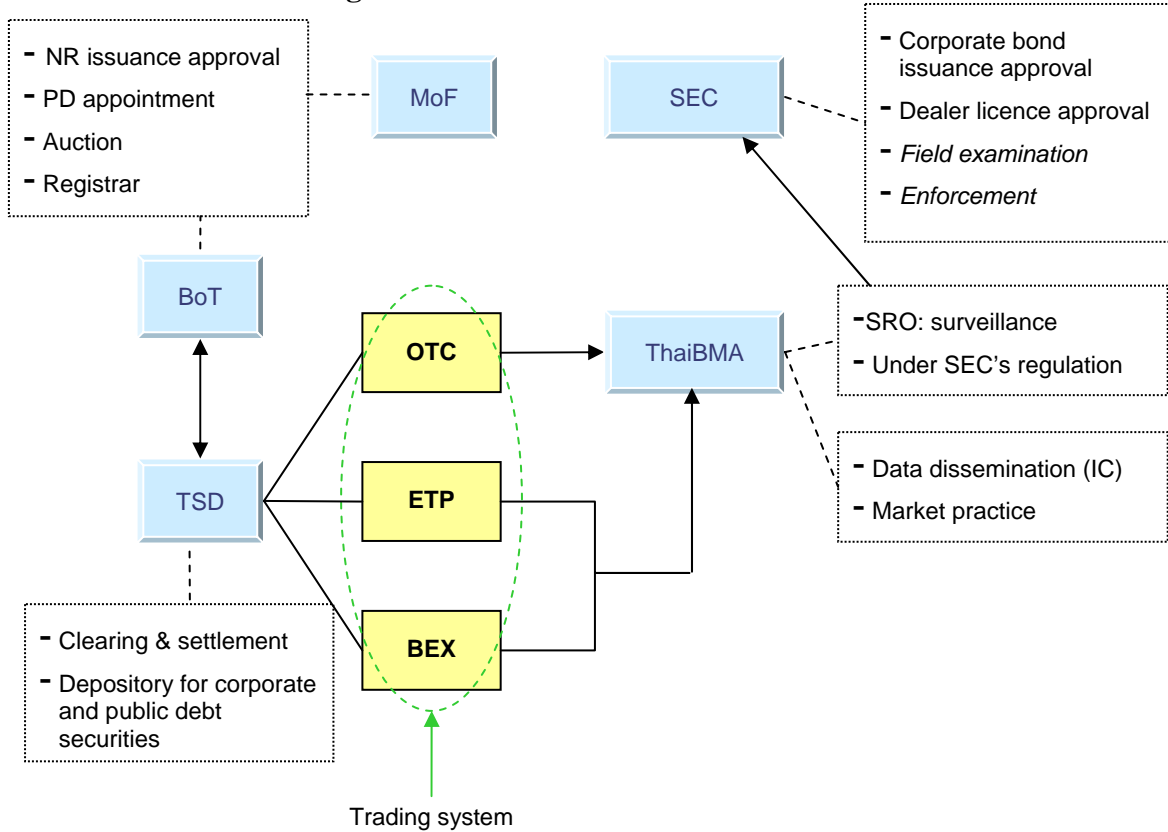 - NR issuance approval
- PD appointment
- Auction
- Registrar
MoF
SEC
- Corporate bond
issuance approval
- Dealer licence approval
- Field examination
- Enforcement
BoT
OTC
ThaiBMA
-SRO: surveillance
- Under SEC's regulation
TSD
ETP
- Data dissemination (IC)
- Market practice
BEX
- Clearing & settlement
- Depository for corporate
and public debt
securities
Trading system